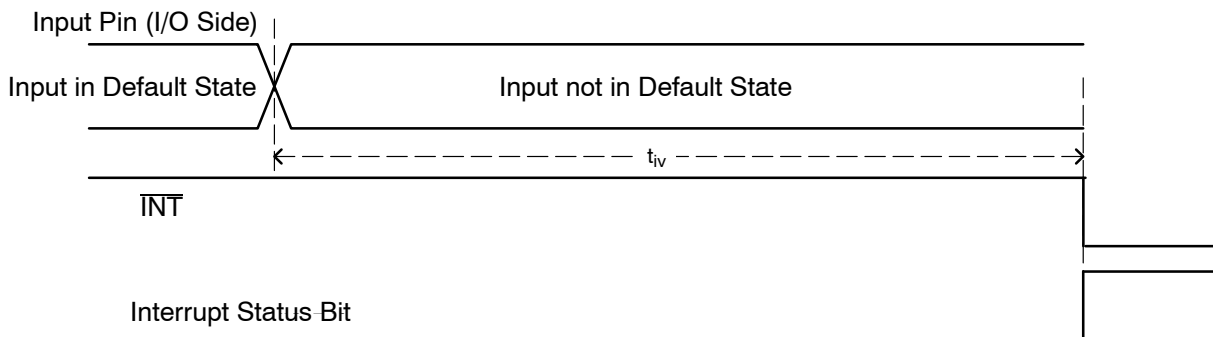 Input Pin (I/O Side)
Input in Default State
Input not in Default State
tiv
INT
Interrupt Status Bit